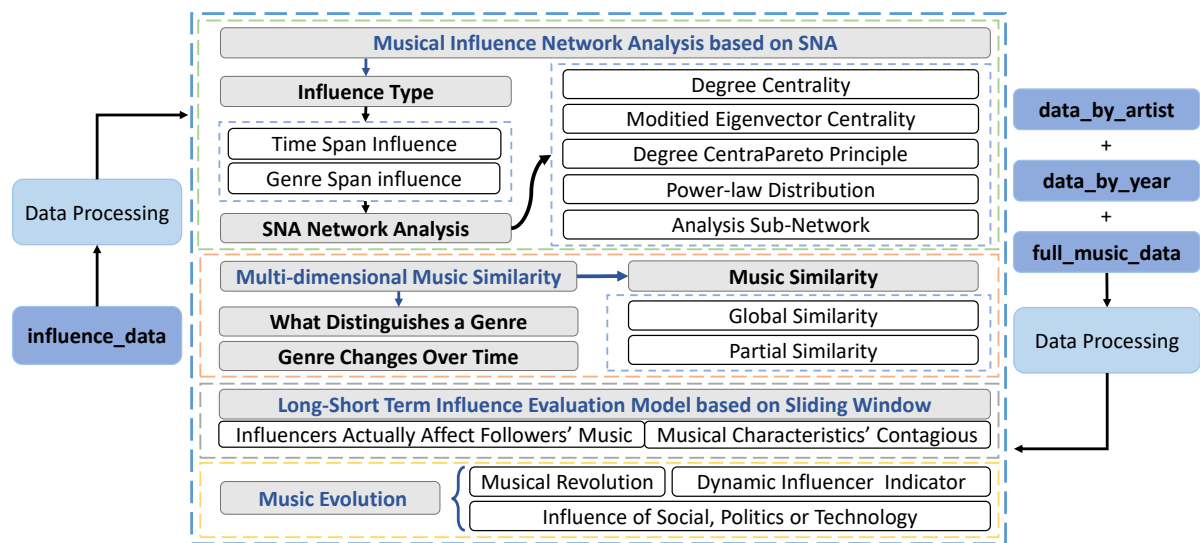 Musical Influence Network Analysis based on SNA
Influence Type
Time Span Influence
Genre Span influence
SNA Network Analysis
Degree Centrality
Moditied Eigenvector Centrality
Degree CentraPareto Principle
Power-law Distribution
Analysis Sub-Network
Data Processing
influence_data
data_by_artist
+
data_by_year
+
full_music_data
Data Processing
Multi-dimensional Music Similarity
Music Similarity
What Distinguishes a Genre
Genre Changes Over Time
Global Similarity
Partial Similarity
Long-Short Term Influence Evaluation Model based on Sliding Window
Influencers Actually Affect Followers’ Music
Musical Characteristics’ Contagious
Music Evolution
Musical Revolution
Dynamic Influencer Indicator
Influence of Social, Politics or Technology